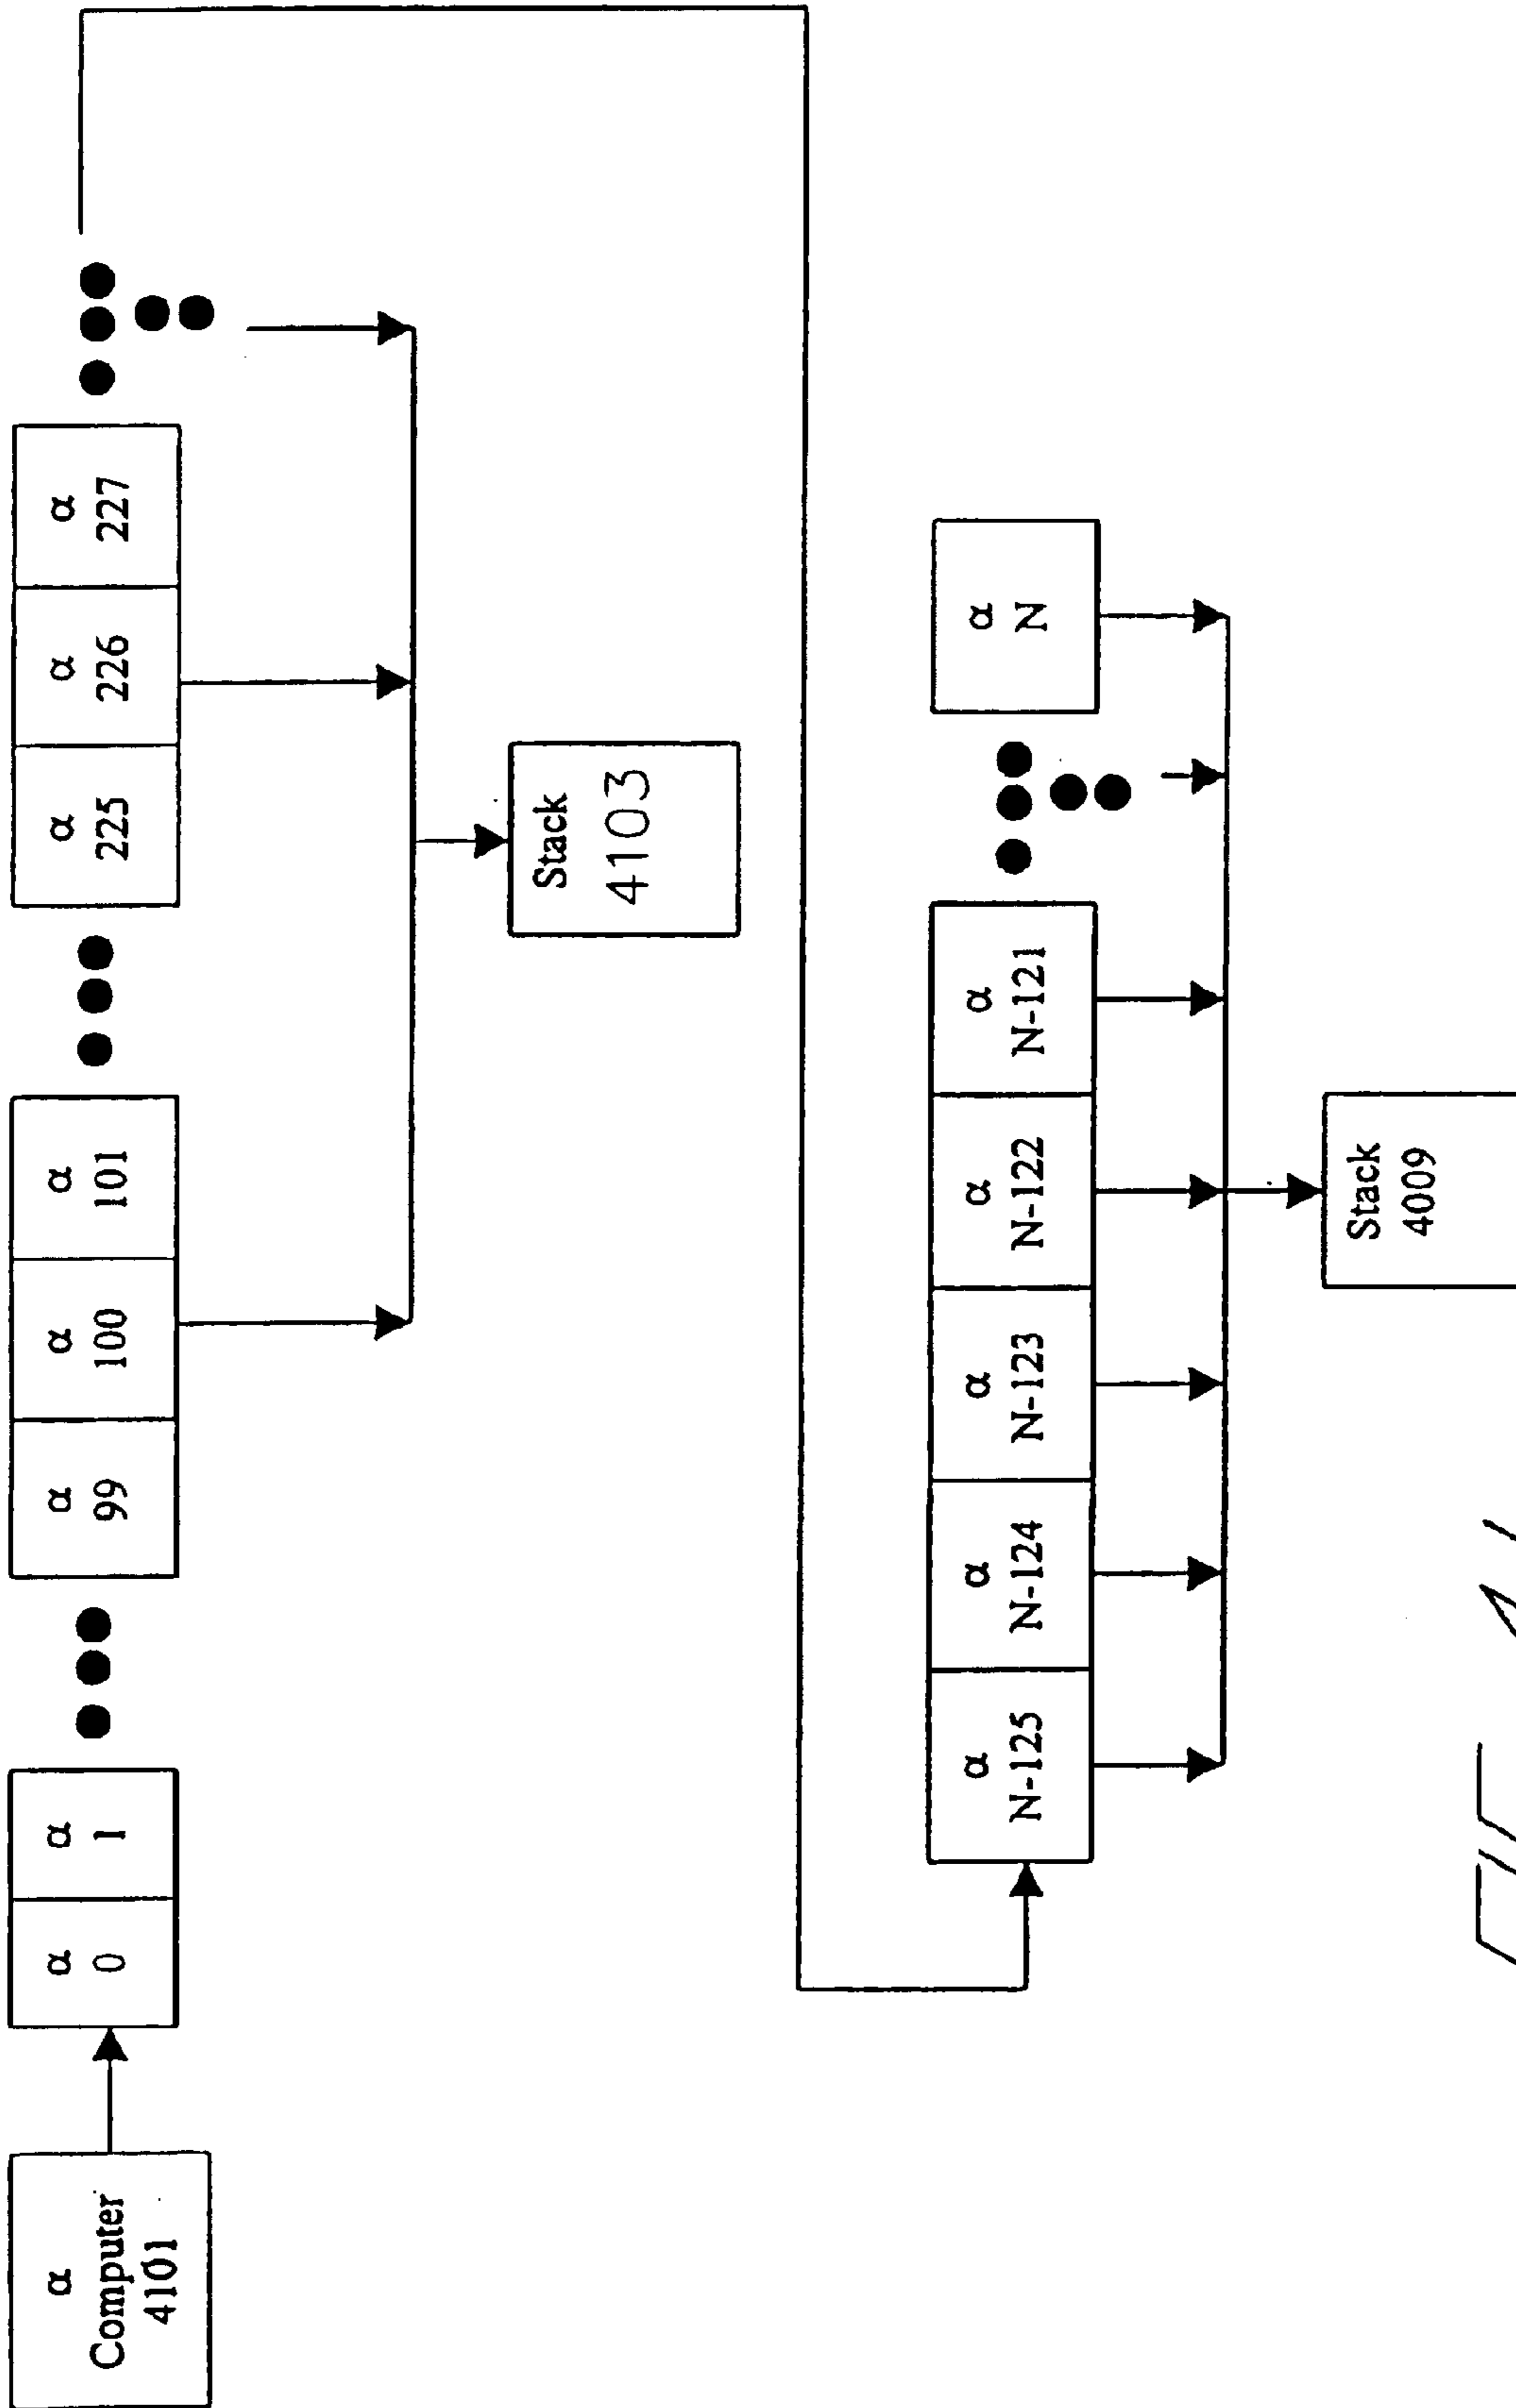 α
Computer
4101
α
0
α
1
α
99
α
100
α
101
α
225
α
226
α
227
Stack
4103
α
N-125
α
N-124
α
N-123
α
N-122
α
N-121
α
N
Stack
4009